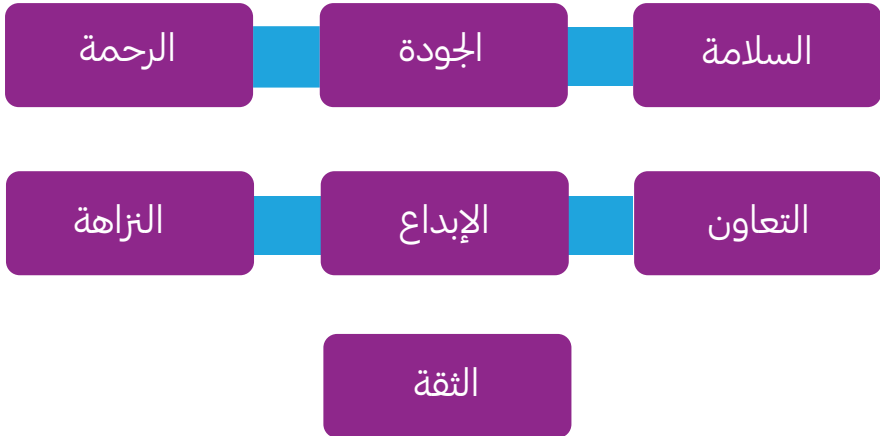 السلامة
الجودة
الرحمة
التعاون
الإبداع
النزاهة
الثقة